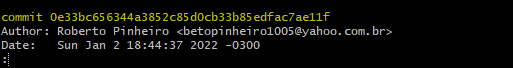 commit 0e33bc656344a3852c85d0cb33b85edfac7ae11f
Author: Roberto Pinheiro <betopinheiro1005@yahoo.com.br>
Date:   Sun Jan 2 18:44:37 2022 -0300
: